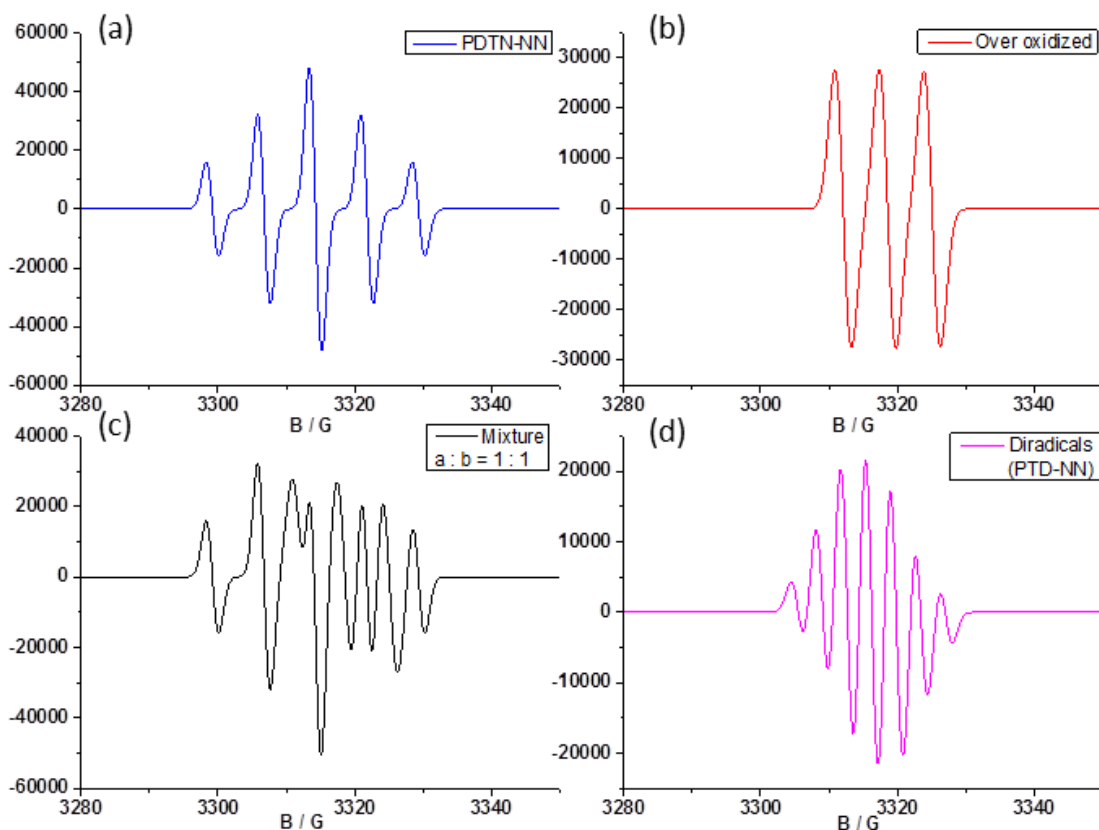 (a)
PDTN-NN
60000
40000
20000
0
-20000
-40000
-60000
3280
3300
3320
3340
B / G
(b)
Over oxidized
30000
20000
10000
0
-10000
-20000
-30000
3280
3300
3320
3340
B / G
(c)
Mixture
a : b = 1 : 1
40000
20000
0
-20000
-40000
-60000
3280
3300
3320
3340
B / G
(d)
Diradicals
(PTD-NN)
20000
10000
0
-10000
-20000
3280
3300
3320
3340
B / G